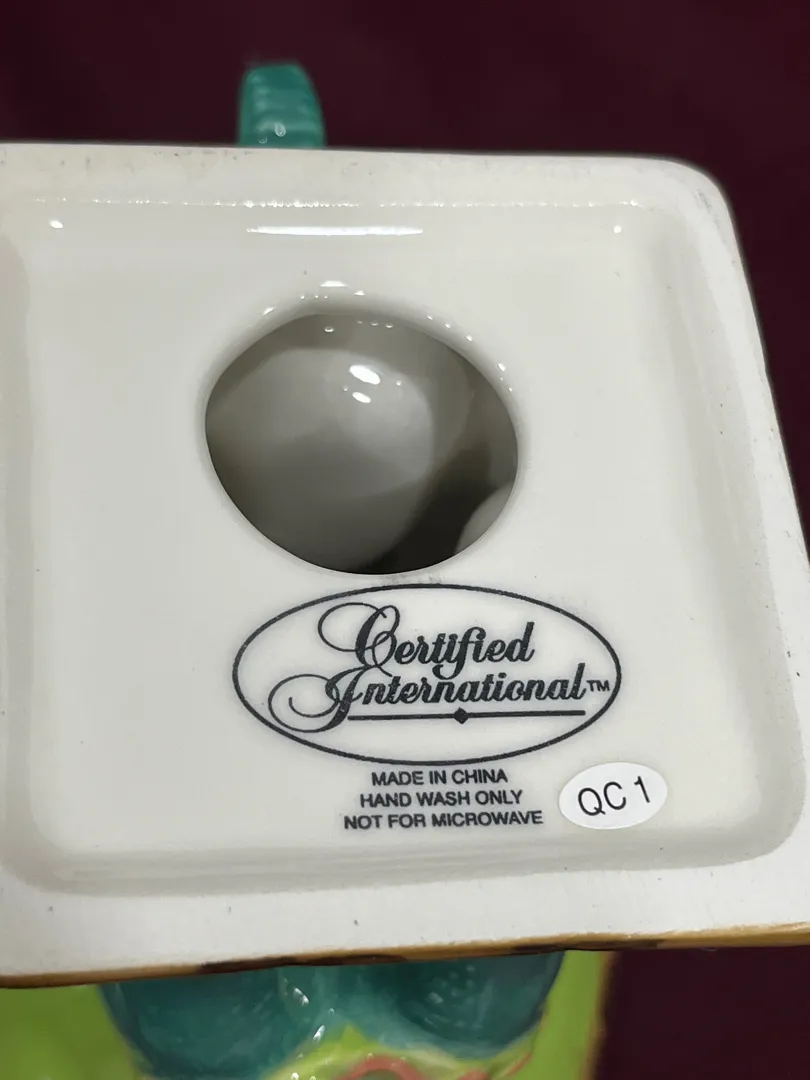 Certified
International™
MADE IN CHINA
HAND WASH ONLY
NOT FOR MICROWAVE
QC 1